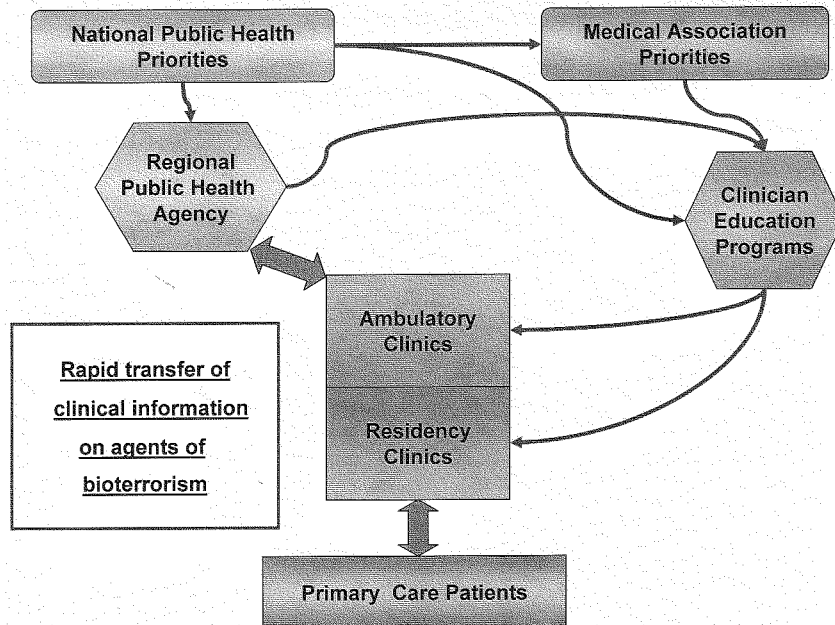 National Public Health
Priorities
Medical Association
Priorities
Regional
Public Health
Agency
Clinician
Education
Programs
Ambulatory
Clinics
Rapid transfer of
clinical information
on agents of
bioterrorism
Residency
Clinics
Primary Care Patients